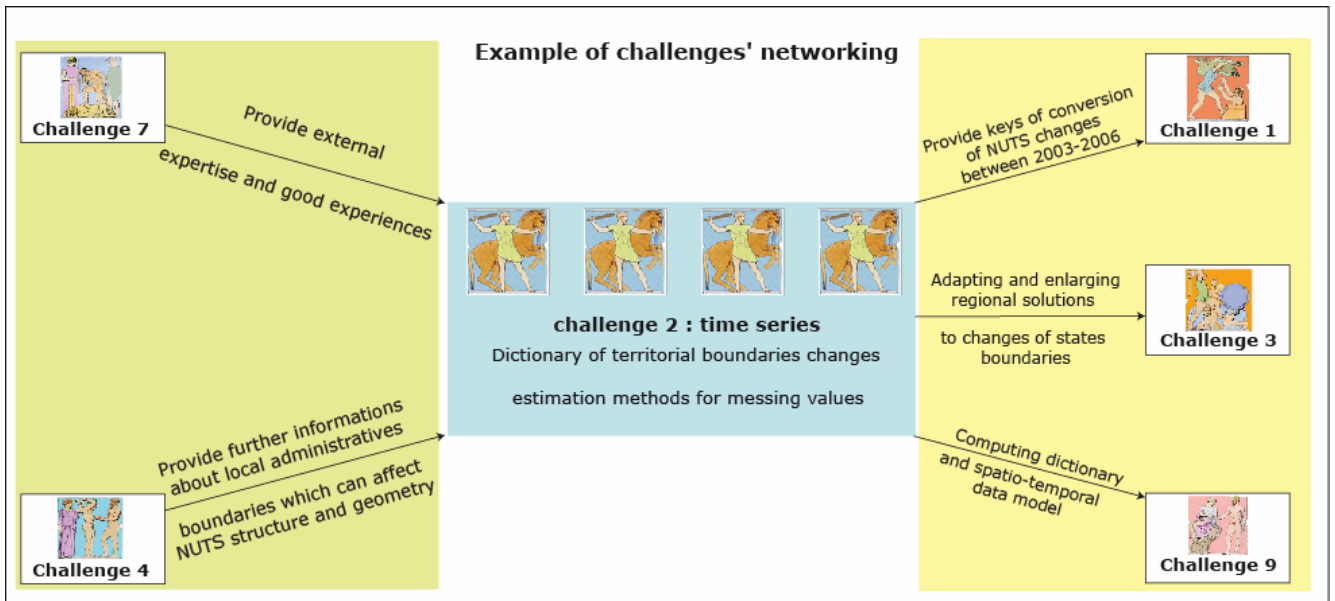 Example of challenges' networking
Challenge 7
Provide external
expertise and good experiences
Provide further informations
about local administratives
boundaries which can affect
NUTS structure and geometry
Challenge 4
challenge 2 : time series
Dictionary of territorial boundaries changes
estimation methods for messing values
Provide keys of conversion
of NUTS changes
between 2003-2006
Challenge 1
Adapting and enlarging
regional solutions
to changes of states
boundaries
Challenge 3
Computing dictionary
and spatio-temporal
data model
Challenge 9